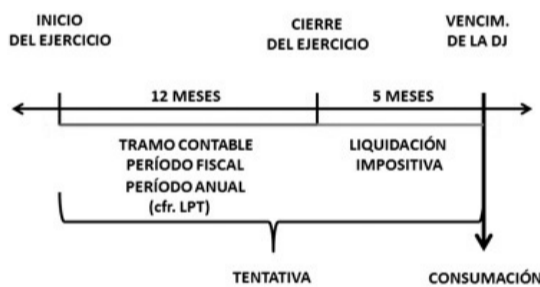 INICIO
DEL EJERCICIO
CIERRE
DEL EJERCICIO
VENCIM.
DE LA DJ
12 MESES
5 MESES
TRAMO CONTABLE
PERÍODO FISCAL
PERÍODO ANUAL
(cfr. LPT)
LIQUIDACIÓN
IMPOSITIVA
TENTATIVA
CONSUMACIÓN